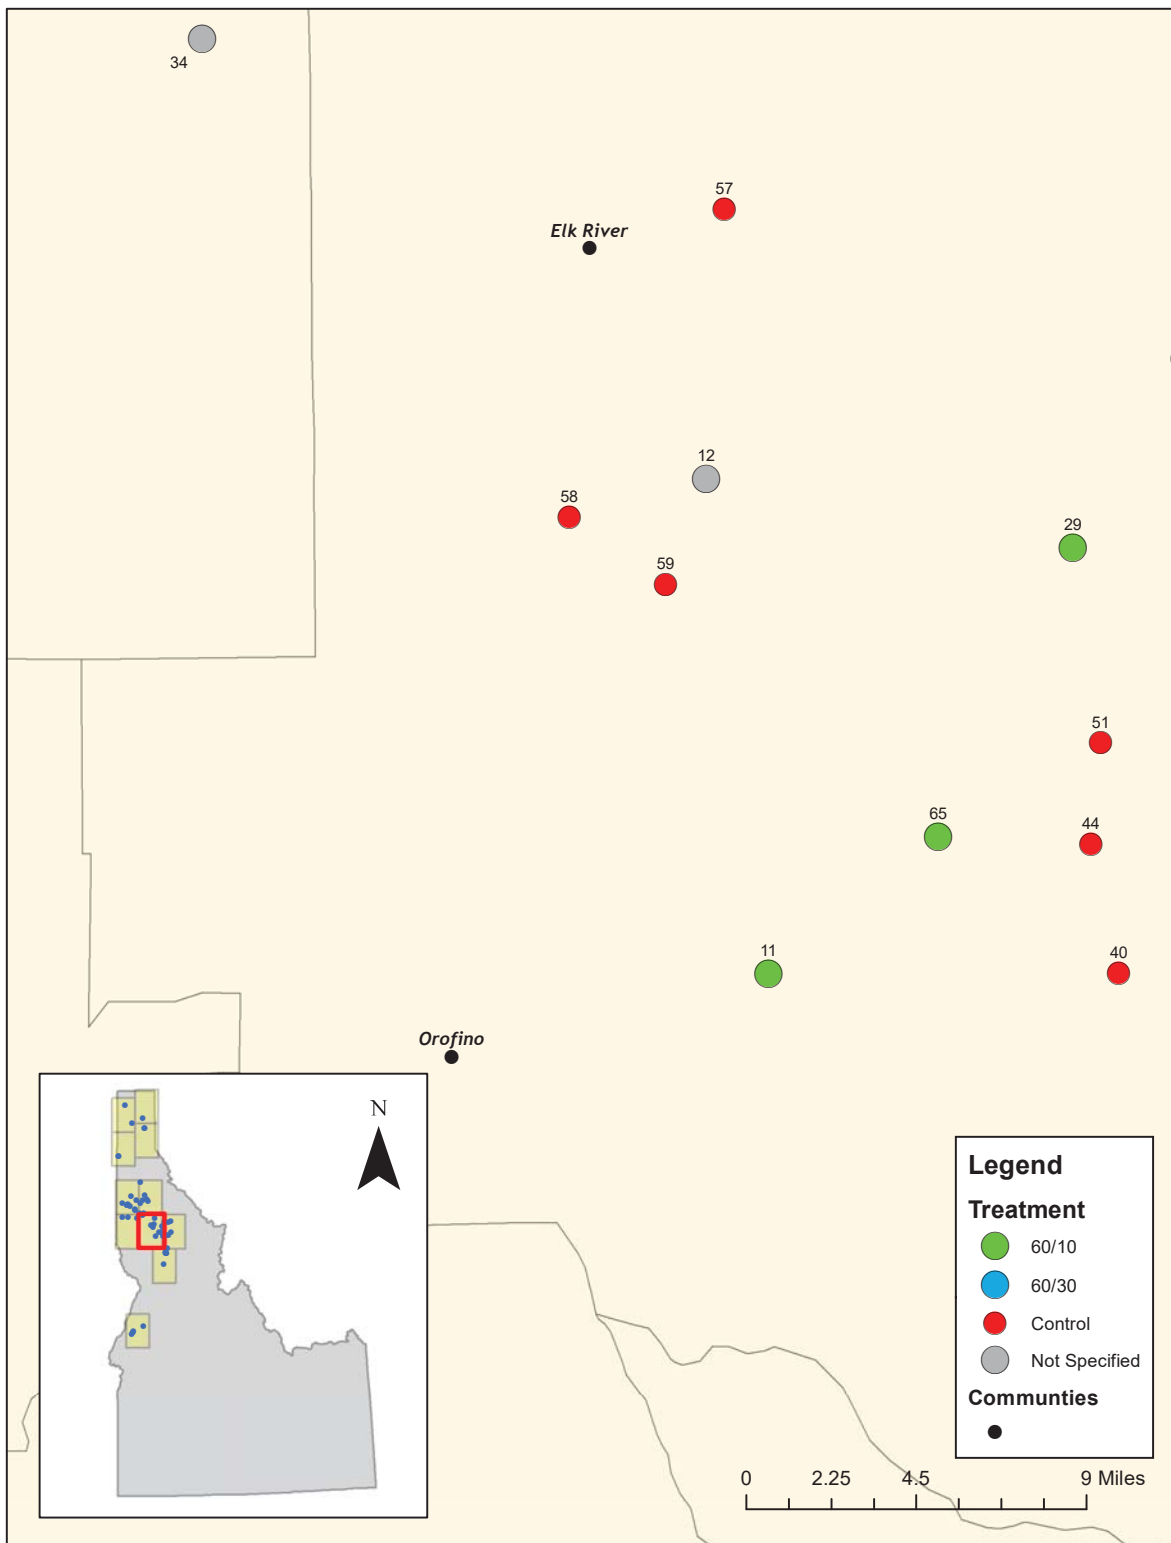 34
57
Elk River
12
58
29
59
51
65
44
11
40
Orofino
N
Legend
Treatment
60/10
60/30
Control
Not Specified
Communties
0 2.25 4.5 9 Miles